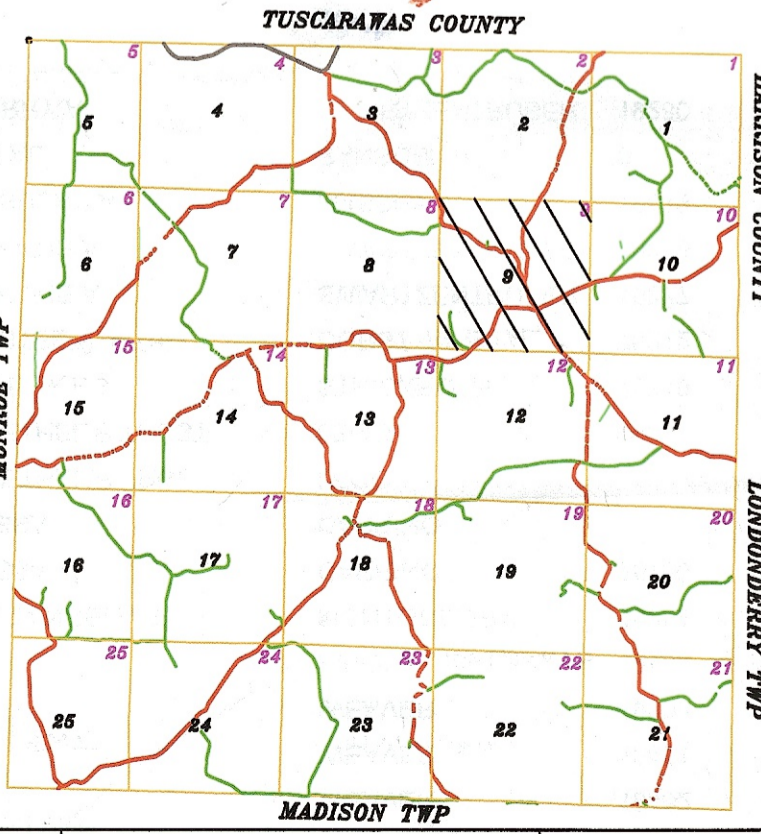 TUSCARAWAS COUNTY
5 4 3 2 1
5 4 3 2 1
6 7 8 9 10
6 7 8 9 10
15 14 13 12 11
15 14 13 12 11
16 17 18 19 20
16 17 18 19 20
25 24 23 22 21
25 24 23 22 21
MONROE TWP
HARRISON COUNTY
LONDONDERRY TWP
MADISON TWP